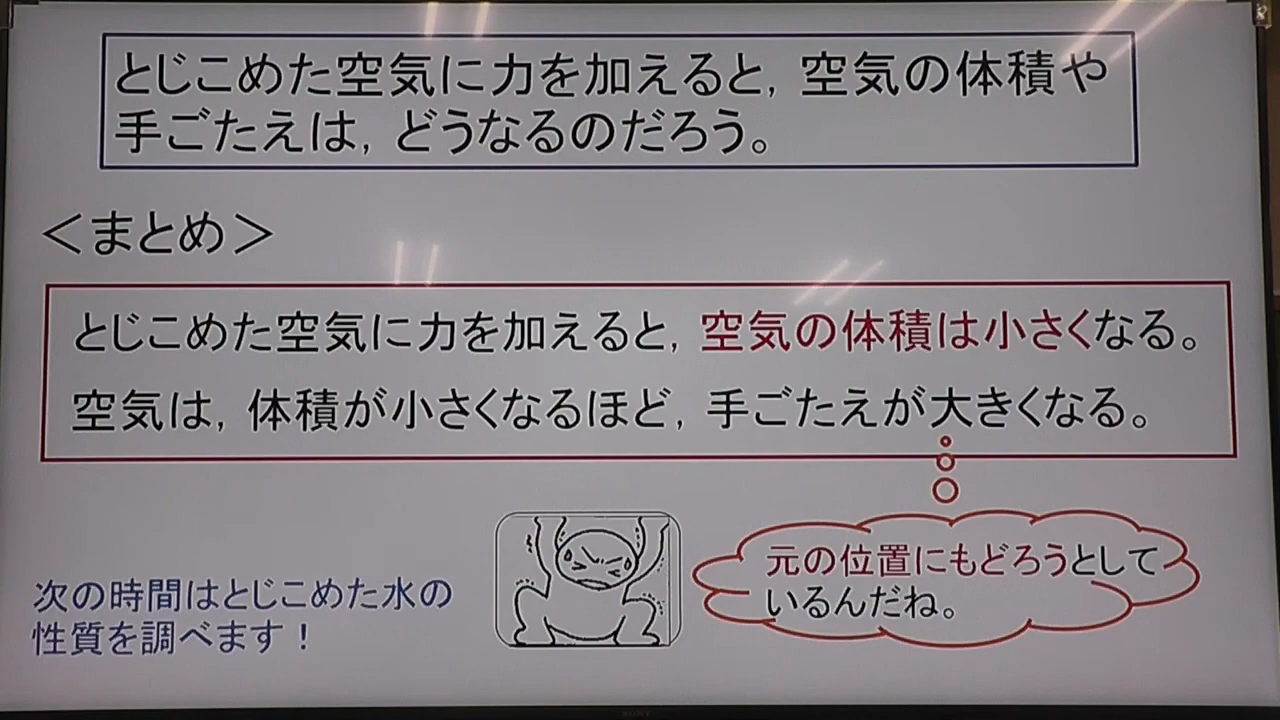 とじこめた空気に力を加えると，空気の体積や
手ごたえは，どうなるのだろう。
＜まとめ＞
とじこめた空気に力を加えると，空気の体積は小さくなる。
空気は，体積が小さくなるほど，手ごたえが大きくなる。
元の位置にもどろうとして
いるんだね。
次の時間はとじこめた水の
性質を調べます！
SONY